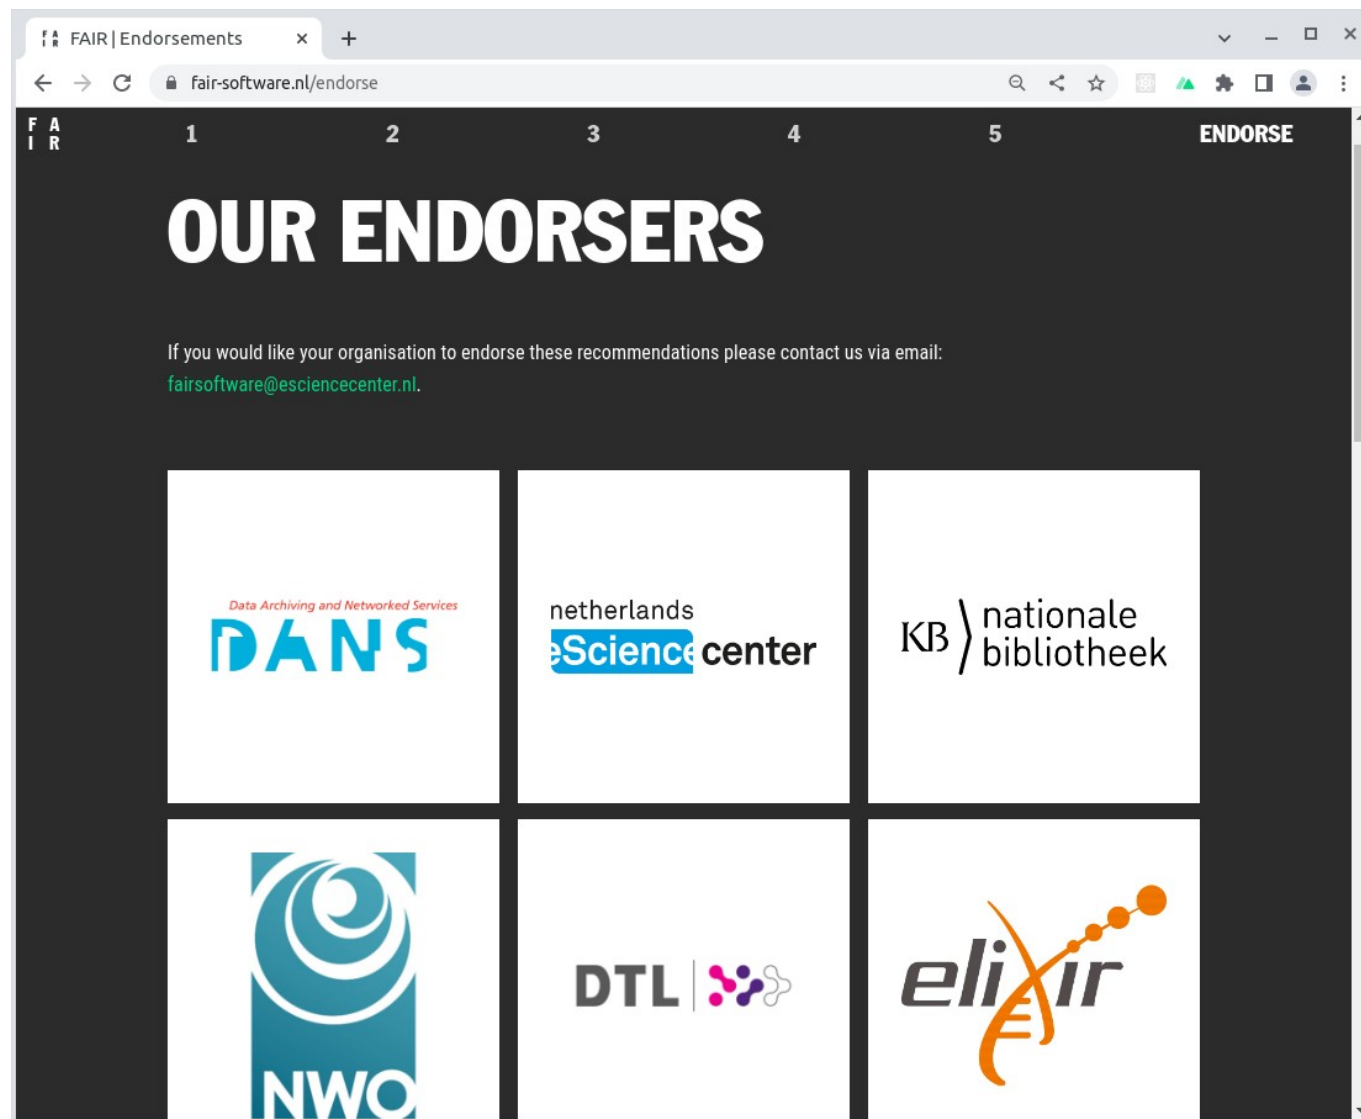 FAIR | Endorsements
fair-software.nl/endorse
F A
I R
1 2 3 4 5 ENDORSE
OUR ENDORSERS
If you would like your organisation to endorse these recommendations please contact us via email:
fairsoftware@esciencecenter.nl.
Data Archiving and Networked Services
DANS
netherlands
eScience center
KB nationale
bibliotheek
NWO
DTL
elixir